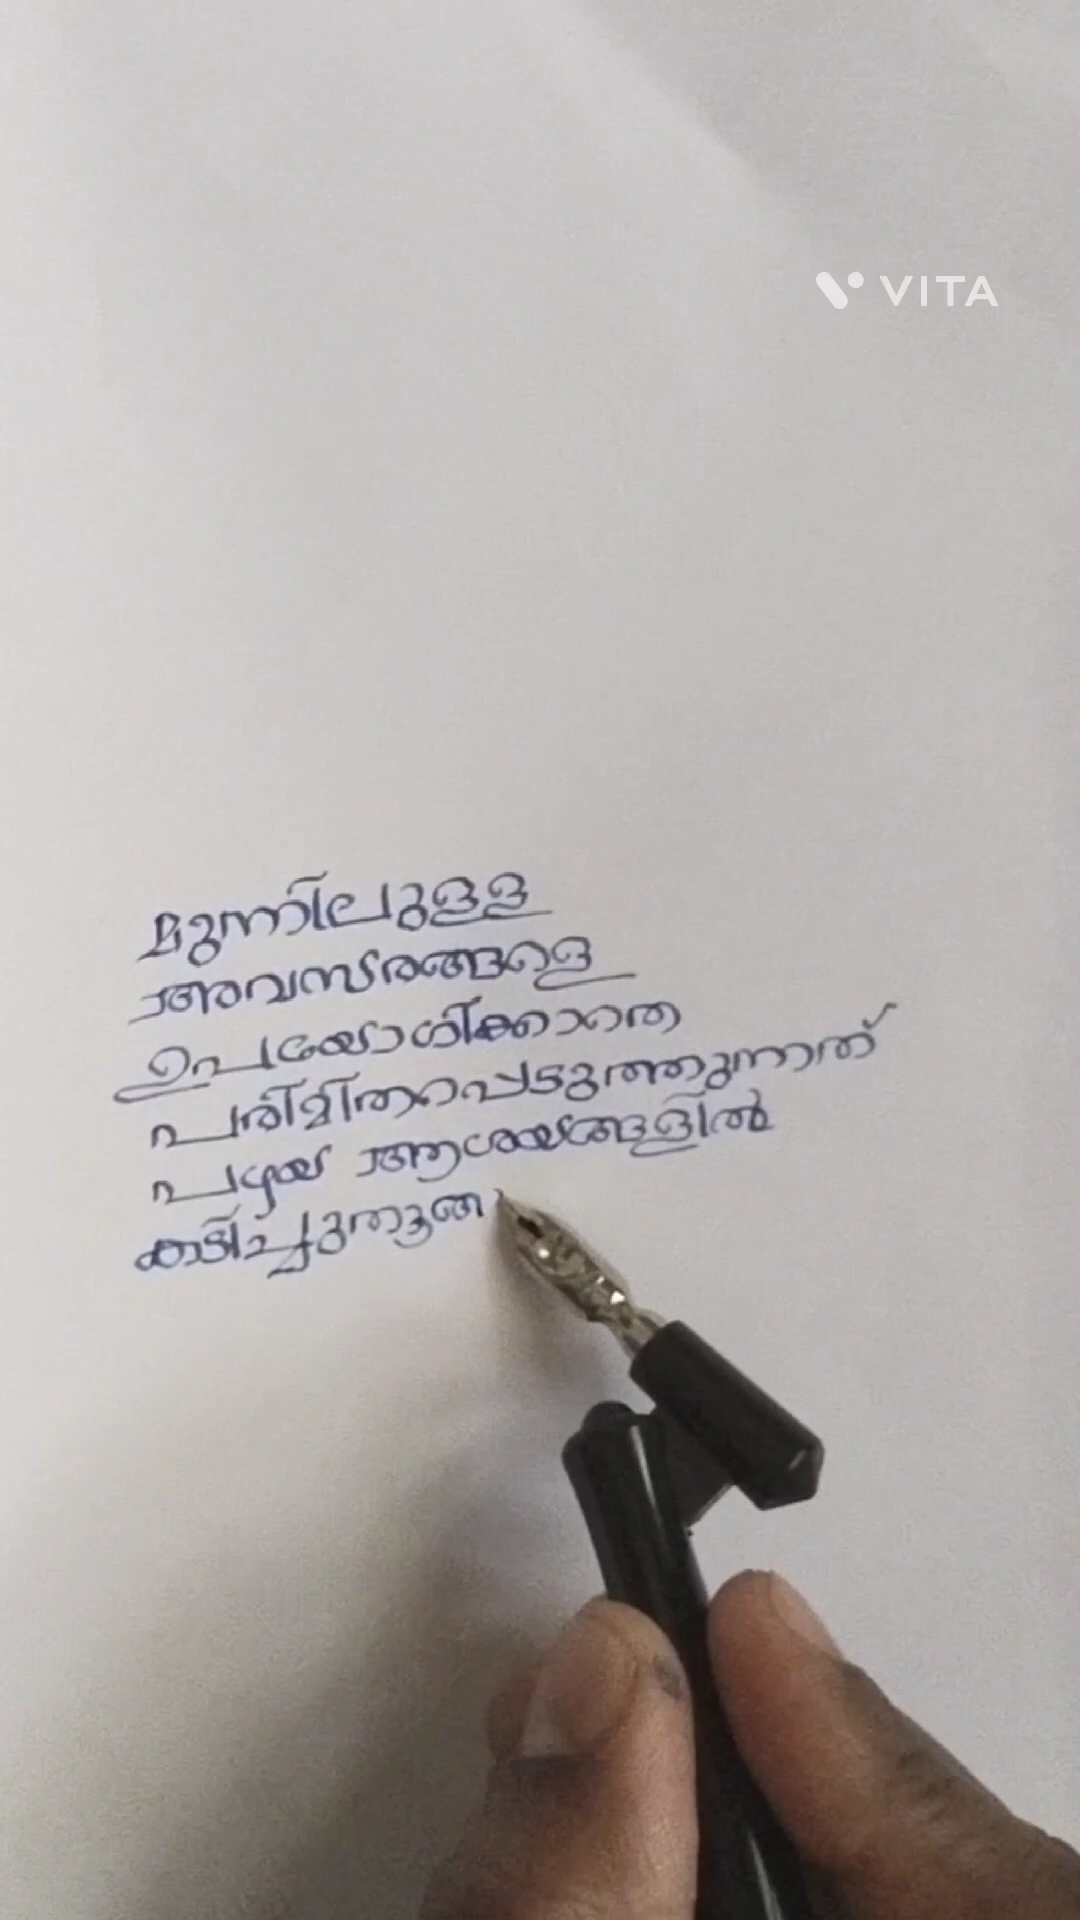 VITA
മുന്നിലുള്ള
അവസരങ്ങളെ
ഉപയോഗിക്കാതെ
പരിമിതപ്പെടുത്തുന്നത്
പഴയ ആശയങ്ങളിൽ
കടിച്ചുതൂങ്ങ